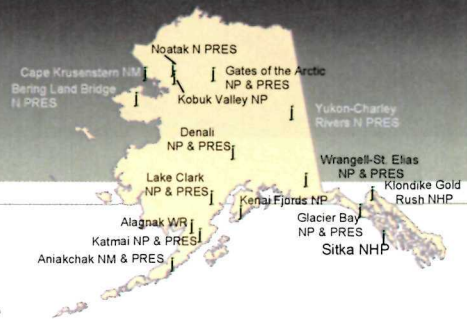 Noatak N PRES
Cape Krusenstern NM
Gates of the Arctic
NP & PRES
Bering Land Bridge
N PRES
Kobuk Valley NP
Yukon-Charley
Rivers N PRES
Denali
NP & PRES
Wrangell-St. Elias
NP & PRES
Lake Clark
NP & PRES
Klondike Gold
Rush NHP
Kenai Fjords NP
Glacier Bay
NP & PRES
Alagnak WR
Katmai NP & PRES
Sitka NHP
Aniakchak NM & PRES